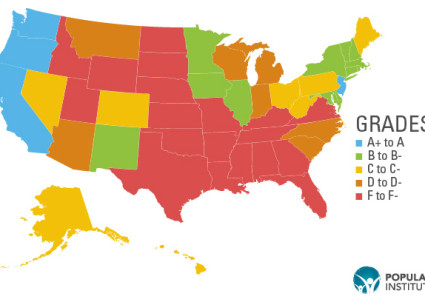 GRADES
A+ to A
B to B-
C to C-
D to D-
F to F-
POPULA
INSTITU